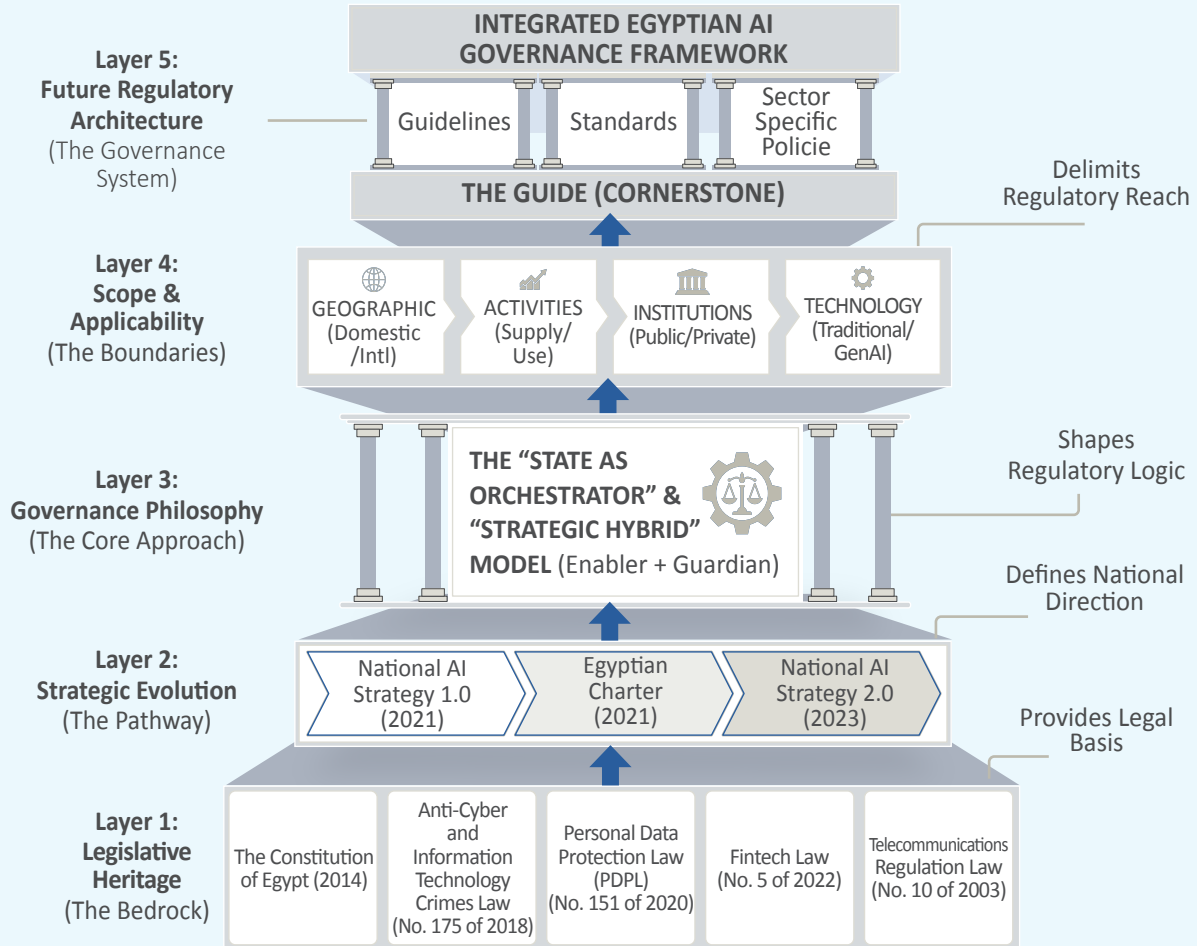 INTEGRATED EGYPTIAN AI
GOVERNANCE FRAMEWORK
Layer 5:
Future Regulatory
Architecture
(The Governance
System)
Guidelines
Standards
Sector
Specific
Policie
THE GUIDE (CORNERSTONE)
Delimits
Regulatory Reach
Layer 4:
Scope &
Applicability
(The Boundaries)
GEOGRAPHIC
(Domestic
/Intl)
ACTIVITIES
(Supply/
Use)
INSTITUTIONS
(Public/Private)
TECHNOLOGY
(Traditional/
GenAI)
Layer 3:
Governance Philosophy
(The Core Approach)
THE “STATE AS
ORCHESTRATOR” &
“STRATEGIC HYBRID”
MODEL (Enabler + Guardian)
Shapes
Regulatory Logic
Defines National
Direction
Layer 2:
Strategic Evolution
(The Pathway)
National AI
Strategy 1.0
(2021)
Egyptian
Charter
(2021)
National AI
Strategy 2.0
(2023)
Provides Legal
Basis
Layer 1:
Legislative
Heritage
(The Bedrock)
The Constitution
of Egypt (2014)
Anti-Cyber
and
Information
Technology
Crimes Law
(No. 175 of 2018)
Personal Data
Protection Law
(PDPL)
(No. 151 of 2020)
Fintech Law
(No. 5 of 2022)
Telecommunications
Regulation Law
(No. 10 of 2003)